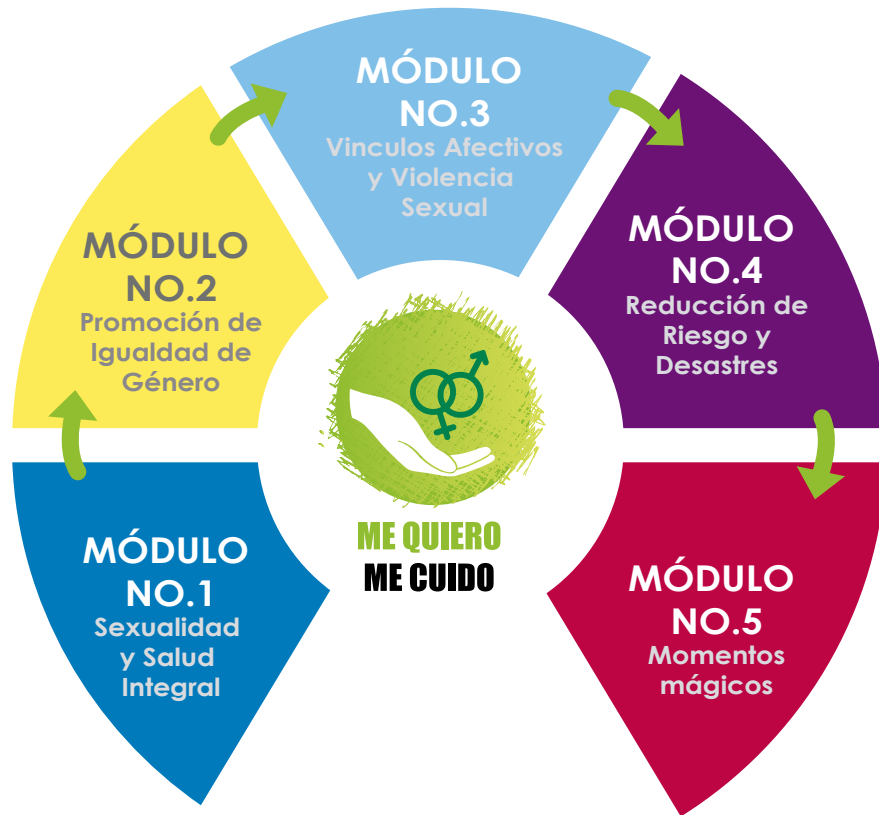 MÓDULO
NO.1
Sexualidad
y Salud
Integral
MÓDULO
NO.2
Promoción de
Igualdad de
Género
MÓDULO
NO.3
Vinculos Afectivos
y Violencia
Sexual
MÓDULO
NO.4
Reducción de
Riesgo y
Desastres
MÓDULO
NO.5
Momentos
mágicos
ME QUIERO
ME CUIDO